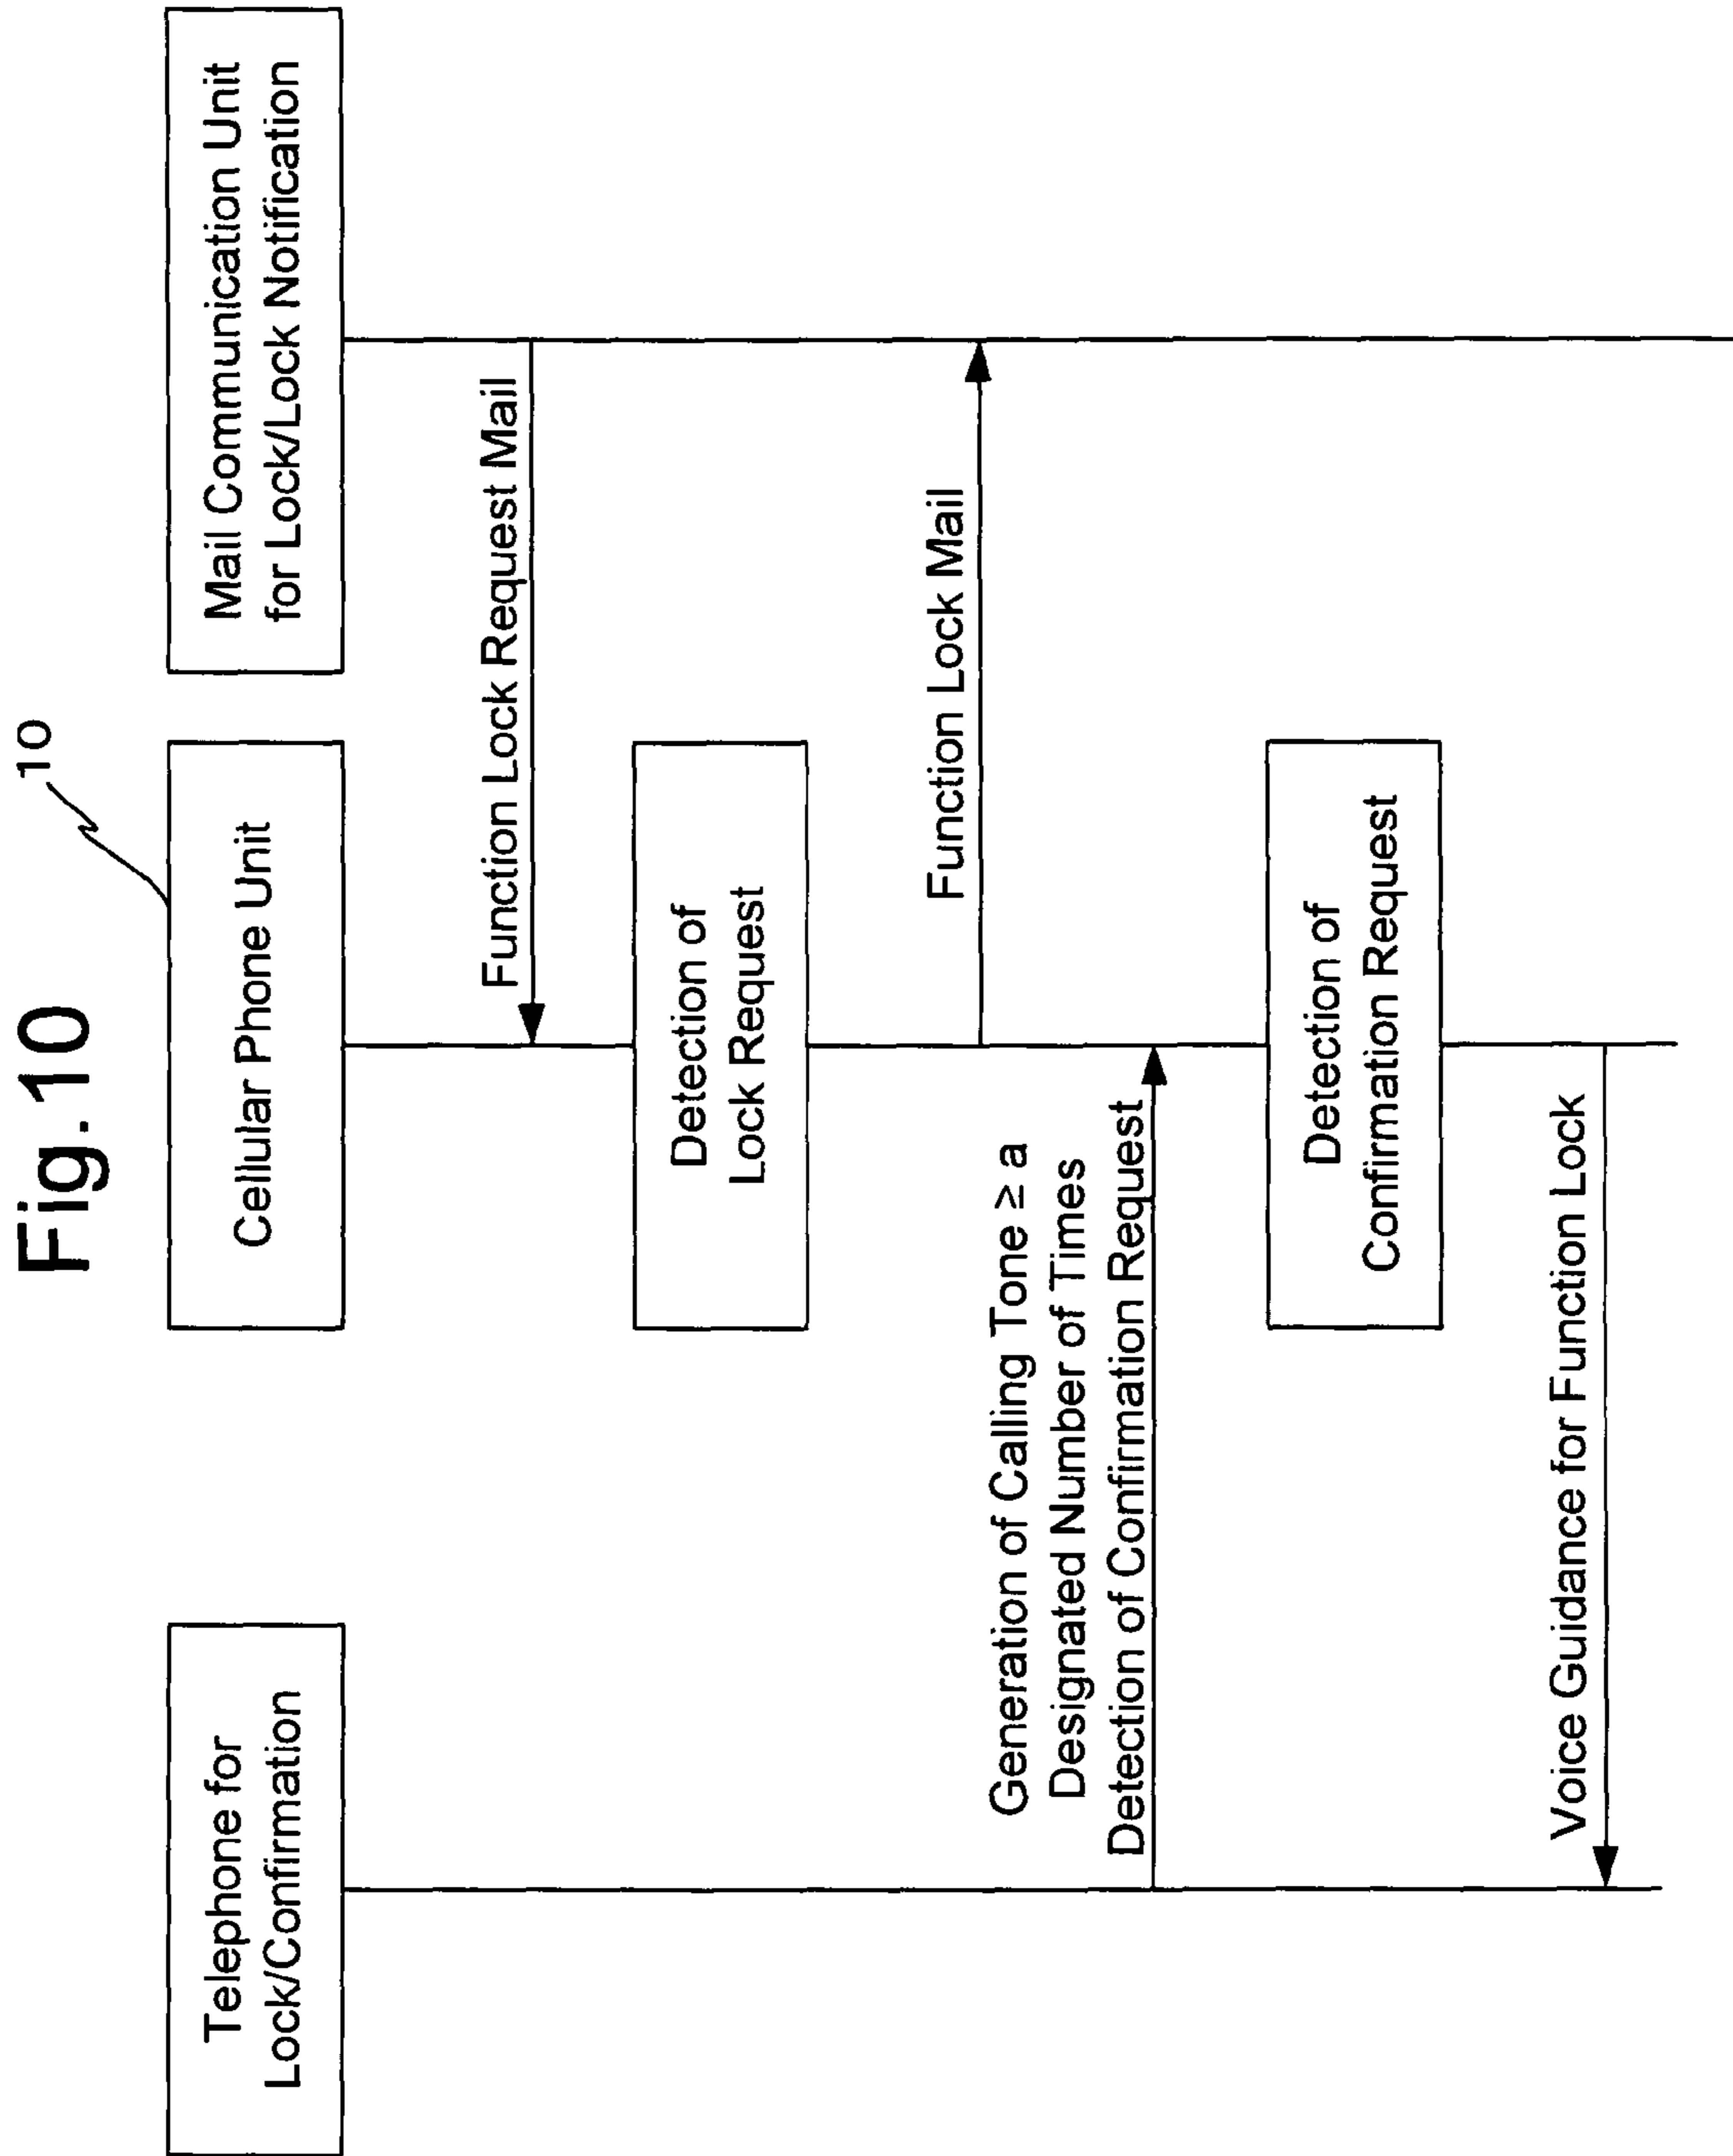 Fig.10
10
Telephone for
Lock/Confirmation
Cellular Phone Unit
Mail Communication Unit
for Lock/Lock Notification
Function Lock Request Mail
Detection of
Lock Request
Function Lock Mail
Generation of Calling Tone ≥ a
Designated Number of Times
Detection of Confirmation Request
Detection of
Confirmation Request
Voice Guidance for Function Lock